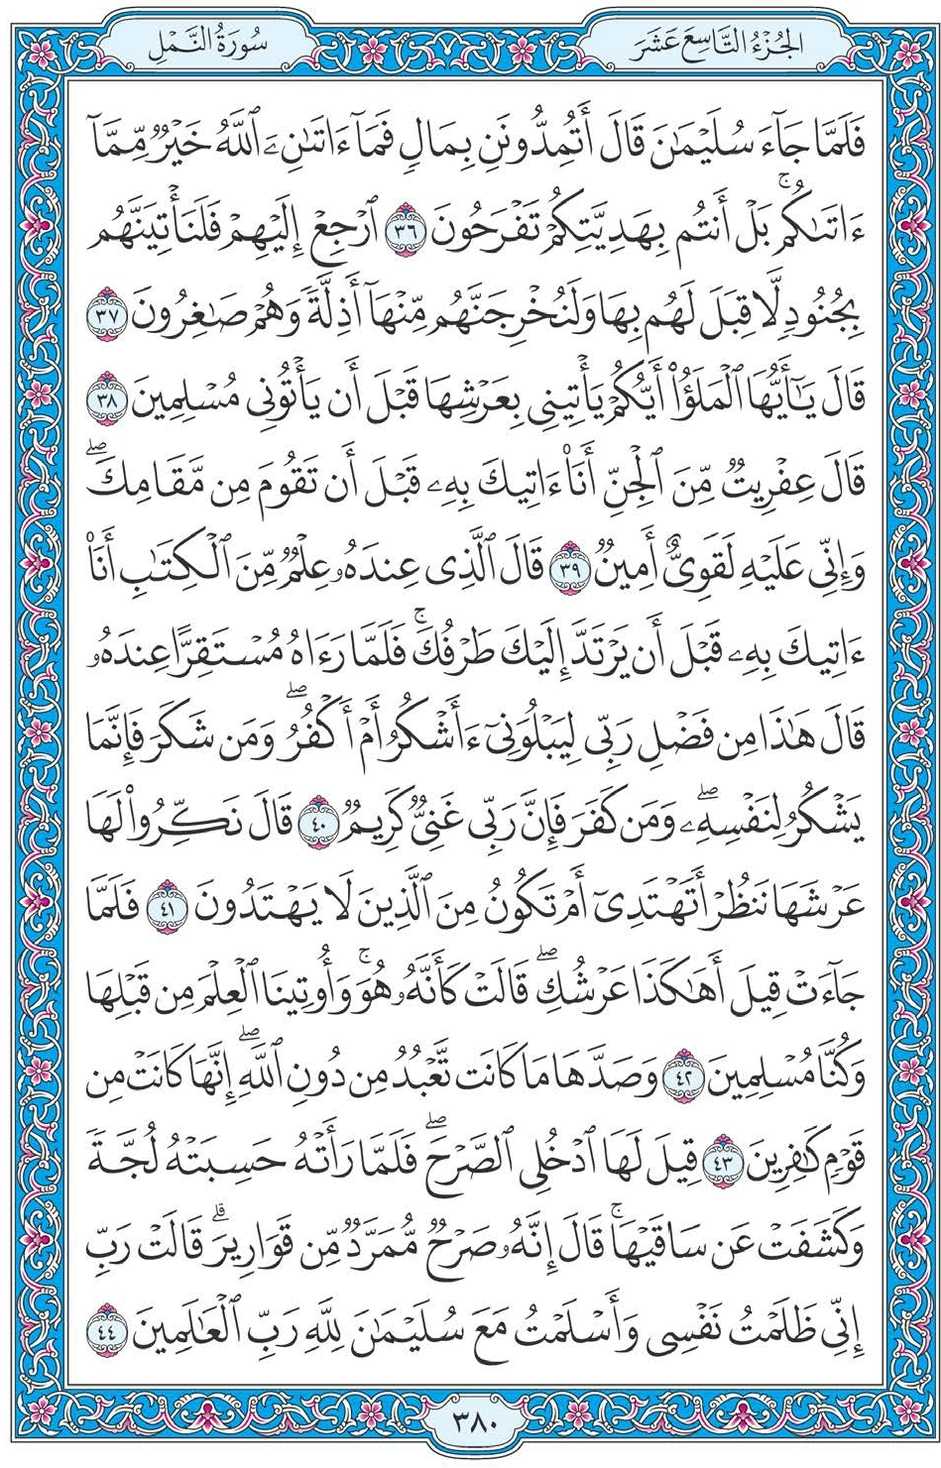 الجُزْءُ التَّاسِعَ عَشَرَ
سُورَةُ النَّمْلِ
فَلَمَّا جَآءَ سُلَيْمَٰنَ قَالَ أَتُمِدُّونَنِ بِمَالٍ فَمَآ ءَاتَىٰنِۦَ ٱللَّهُ خَيْرٌ مِّمَّآ
ءَاتَىٰكُمۚ بَلْ أَنتُم بِهَدِيَّتِكُمْ تَفْرَحُونَ ٣٦ ٱرْجِعْ إِلَيْهِمْ فَلَنَأْتِيَنَّهُم
بِجُنُودٍ لَّا قِبَلَ لَهُم بِهَا وَلَنُخْرِجَنَّهُم مِّنْهَآ أَذِلَّةً وَهُمْ صَٰغِرُونَ ٣٧
قَالَ يَٰٓأَيُّهَا ٱلْمَلَؤُا۟ أَيُّكُمْ يَأْتِينِى بِعَرْشِهَا قَبْلَ أَن يَأْتُونِى مُسْلِمِينَ ٣٨
قَالَ عِفْرِيتٌ مِّنَ ٱلْجِنِّ أَنَا۠ ءَاتِيكَ بِهِۦ قَبْلَ أَن تَقُومَ مِن مَّقَامِكَۖ
وَإِنِّى عَلَيْهِ لَقَوِىٌّ أَمِينٌ ٣٩ قَالَ ٱلَّذِى عِندَهُۥ عِلْمٌ مِّنَ ٱلْكِتَٰبِ أَنَا۠
ءَاتِيكَ بِهِۦ قَبْلَ أَن يَرْتَدَّ إِلَيْكَ طَرْفُكَۚ فَلَمَّا رَءَاهُ مُسْتَقِرًّا عِندَهُۥ
قَالَ هَٰذَا مِن فَضْلِ رَبِّى لِيَبْلُوَنِىٓ ءَأَشْكُرُ أَمْ أَكْفُرُۖ وَمَن شَكَرَ فَإِنَّمَا
يَشْكُرُ لِنَفْسِهِۦۖ وَمَن كَفَرَ فَإِنَّ رَبِّى غَنِىٌّ كَرِيمٌ ٤٠ قَالَ نَكِّرُوا۟ لَهَا
عَرْشَهَا نَنظُرْ أَتَهْتَدِىٓ أَمْ تَكُونُ مِنَ ٱلَّذِينَ لَا يَهْتَدُونَ ٤١ فَلَمَّا
جَآءَتْ قِيلَ أَهَٰكَذَا عَرْشُكِۖ قَالَتْ كَأَنَّهُۥ هُوَۚ وَأُوتِينَا ٱلْعِلْمَ مِن قَبْلِهَا
وَكُنَّا مُسْلِمِينَ ٤٢ وَصَدَّهَا مَا كَانَت تَّعْبُدُ مِن دُونِ ٱللَّهِۖ إِنَّهَا كَانَتْ مِن
قَوْمٍ كَٰفِرِينَ ٤٣ قِيلَ لَهَا ٱدْخُلِى ٱلصَّرْحَۖ فَلَمَّا رَأَتْهُ حَسِبَتْهُ لُجَّةً
وَكَشَفَتْ عَن سَاقَيْهَاۚ قَالَ إِنَّهُۥ صَرْحٌ مُّمَرَّدٌ مِّن قَوَارِيرَۗ قَالَتْ رَبِّ
إِنِّى ظَلَمْتُ نَفْسِى وَأَسْلَمْتُ مَعَ سُلَيْمَٰنَ لِلَّهِ رَبِّ ٱلْعَٰلَمِينَ ٤٤
٣٨٠